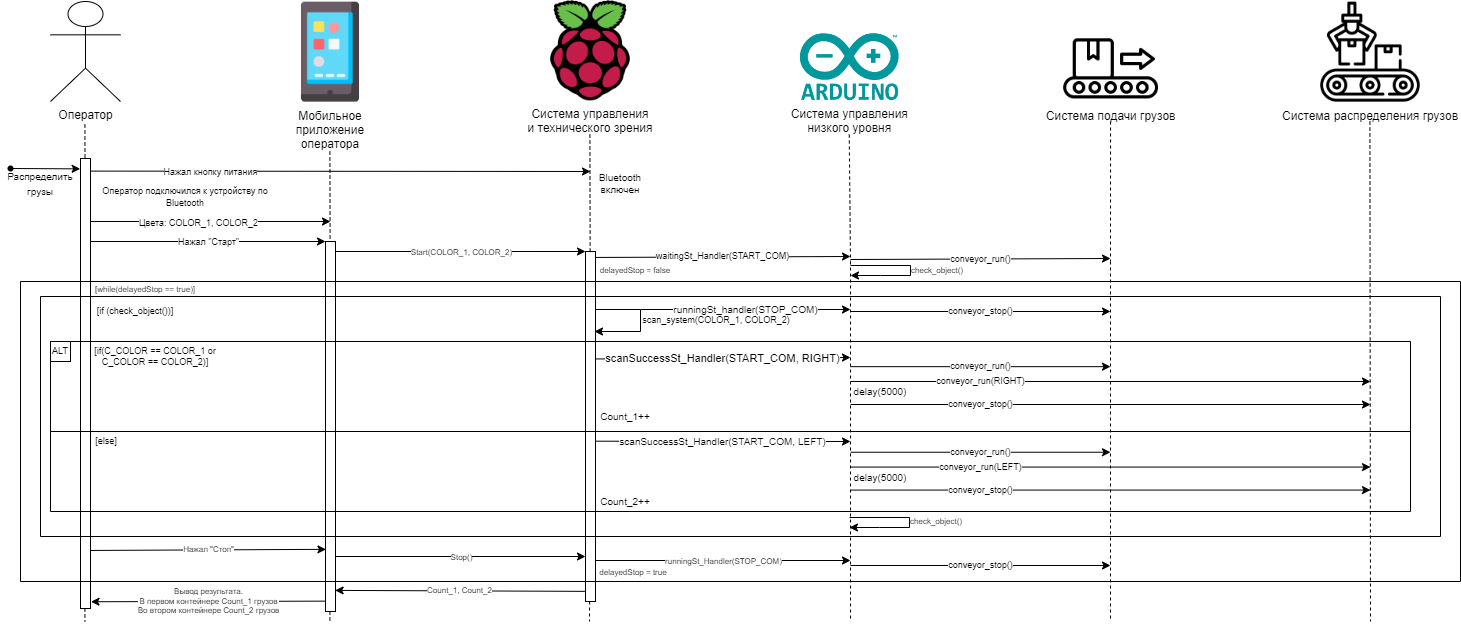 ARDUINO
™
Оператор
Мобильное
приложение
оператора
Система управления
и технического зрения
Система управления
низкого уровня
Система подачи грузов
Система распределения грузов
Распределить
грузы
Нажал кнопку питания
Bluetooth
включен
Оператор подключился к устройству по
Bluetooth
Цвета: COLOR_1, COLOR_2
Нажал "Старт"
Start(COLOR_1, COLOR_2)
waitingSt_Handler(START_COM)
conveyor_run()
delayedStop = false
check_object()
[while(delayedStop == true)]
[if (check_object())]
runningSt_handler(STOP_COM)
conveyor_stop()
scan_system(COLOR_1, COLOR_2)
ALT
[if(C_COLOR == COLOR_1 or
C_COLOR == COLOR_2)]
scanSuccessSt_Handler(START_COM, RIGHT)
conveyor_run()
conveyor_run(RIGHT)
delay(5000)
conveyor_stop()
Count_1++
[else]
scanSuccessSt_Handler(START_COM, LEFT)
conveyor_run()
conveyor_run(LEFT)
delay(5000)
conveyor_stop()
Count_2++
check_object()
Нажал "Стоп"
Stop()
runningSt_Handler(STOP_COM)
conveyor_stop()
delayedStop = true
Count_1, Count_2
Вывод результата.
В первом контейнере Count_1 грузов
Во втором контейнере Count_2 грузов